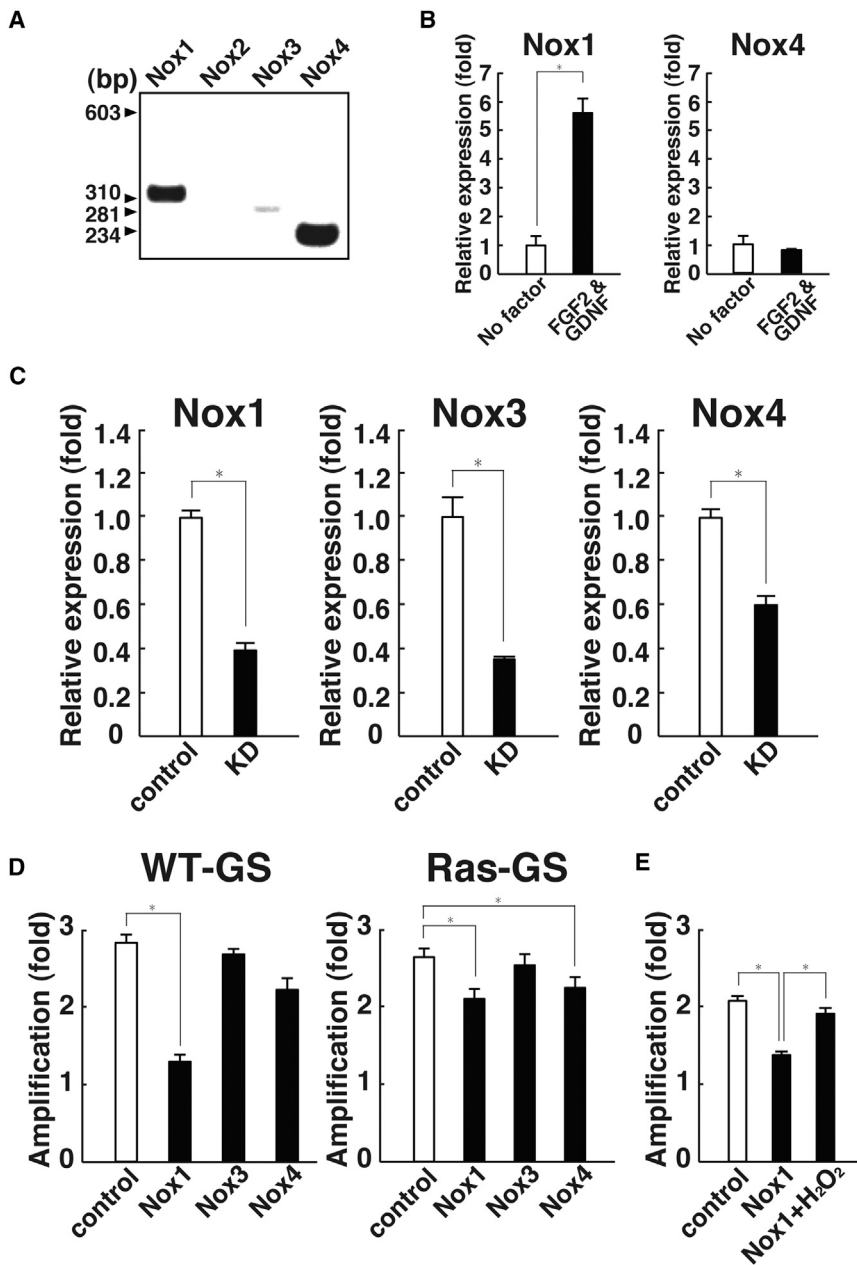 A
(bp)
Nox1
Nox2
Nox3
Nox4
603
310
281
234
B
Nox1
Relative expression (fold)
7
6
5
4
3
2
1
0
*
No factor
FGF2 &
GDNF
Nox4
Relative expression (fold)
7
6
5
4
3
2
1
0
No factor
FGF2 &
GDNF
C
Nox1
Relative expression (fold)
1.4
1.2
1.0
0.8
0.6
0.4
0.2
0
*
control
KD
Nox3
Relative expression (fold)
1.4
1.2
1.0
0.8
0.6
0.4
0.2
0
*
control
KD
Nox4
Relative expression (fold)
1.4
1.2
1.0
0.8
0.6
0.4
0.2
0
*
control
KD
D
WT-GS
Amplification (fold)
3
2
1
0
*
control
Nox1
Nox3
Nox4
Ras-GS
Amplification (fold)
3
2
1
0
*
*
control
Nox1
Nox3
Nox4
E
Amplification (fold)
3
2
1
0
*
*
control
Nox1
Nox1+H₂O₂